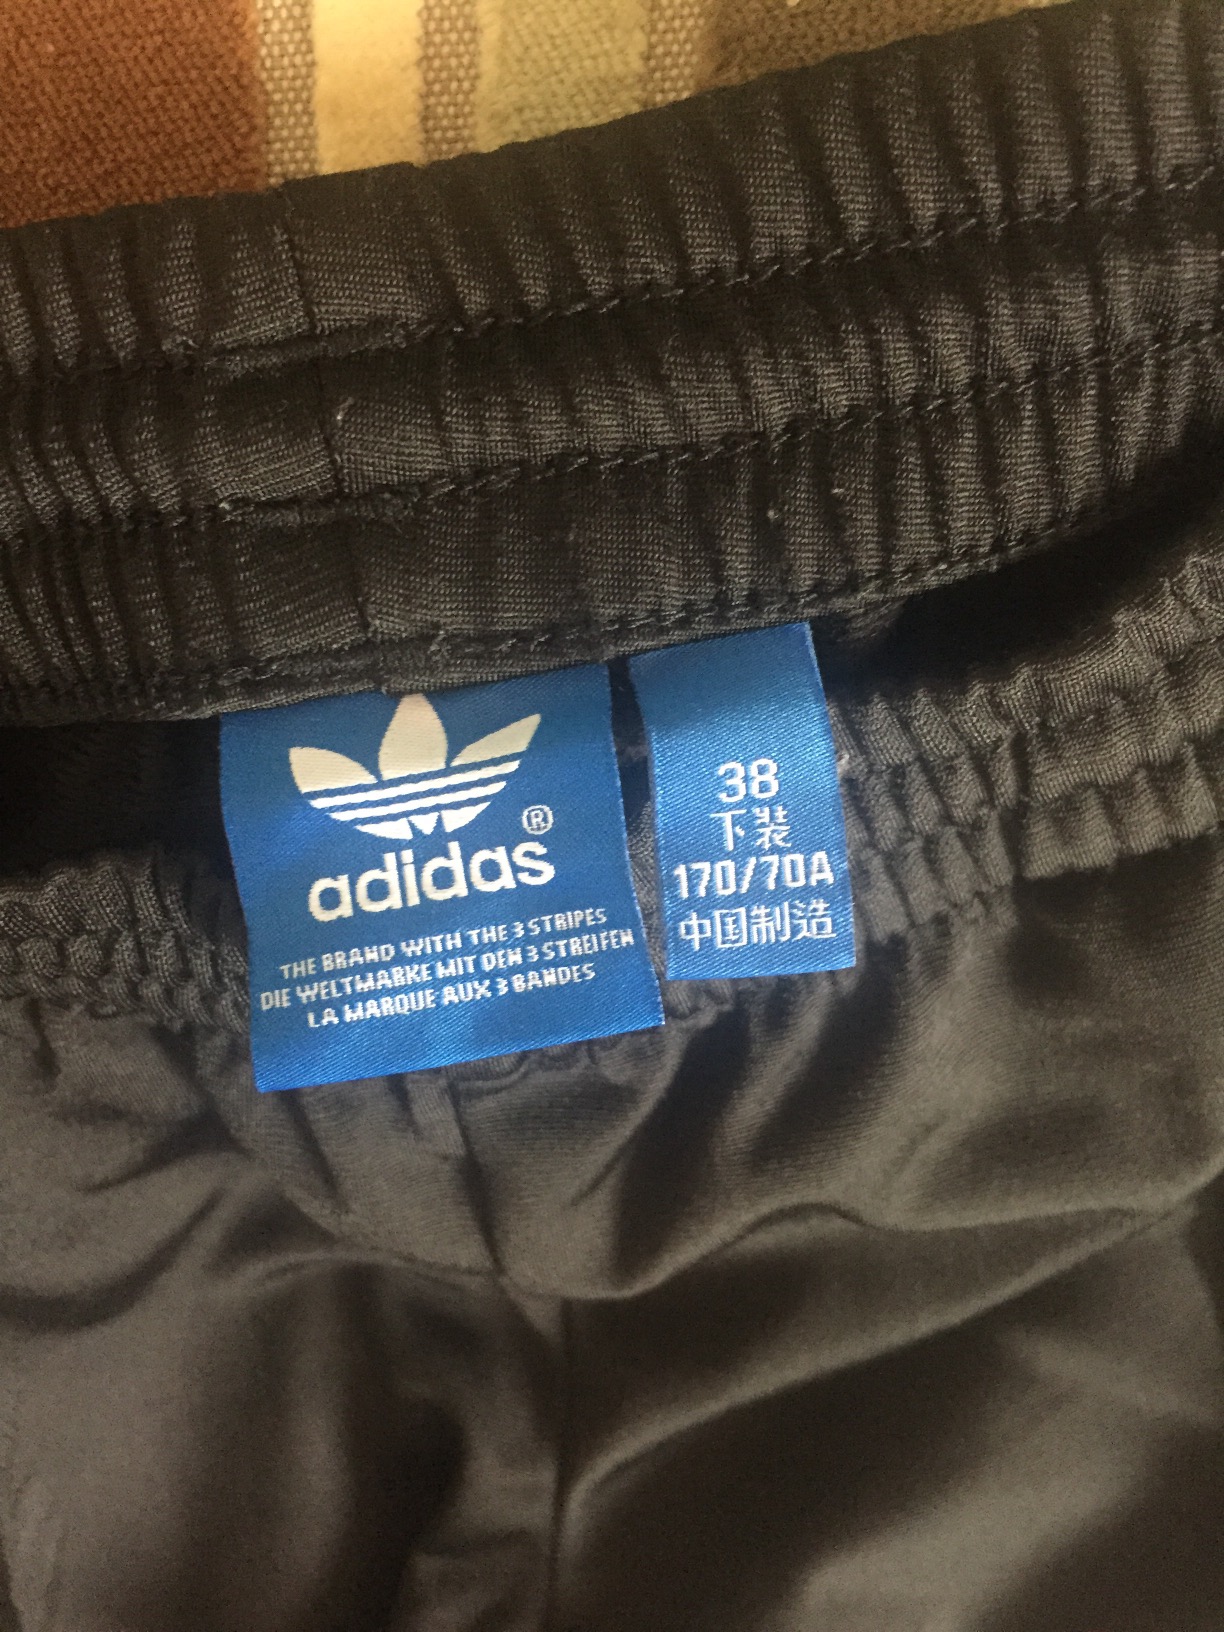 adidas®
THE BRAND WITH THE 3 STRIPES
DIE WELTMARKE MIT DEN 3 STREIFEN
LA MARQUE AUX 3 BANDES
38
下装
170/70A
中国制造